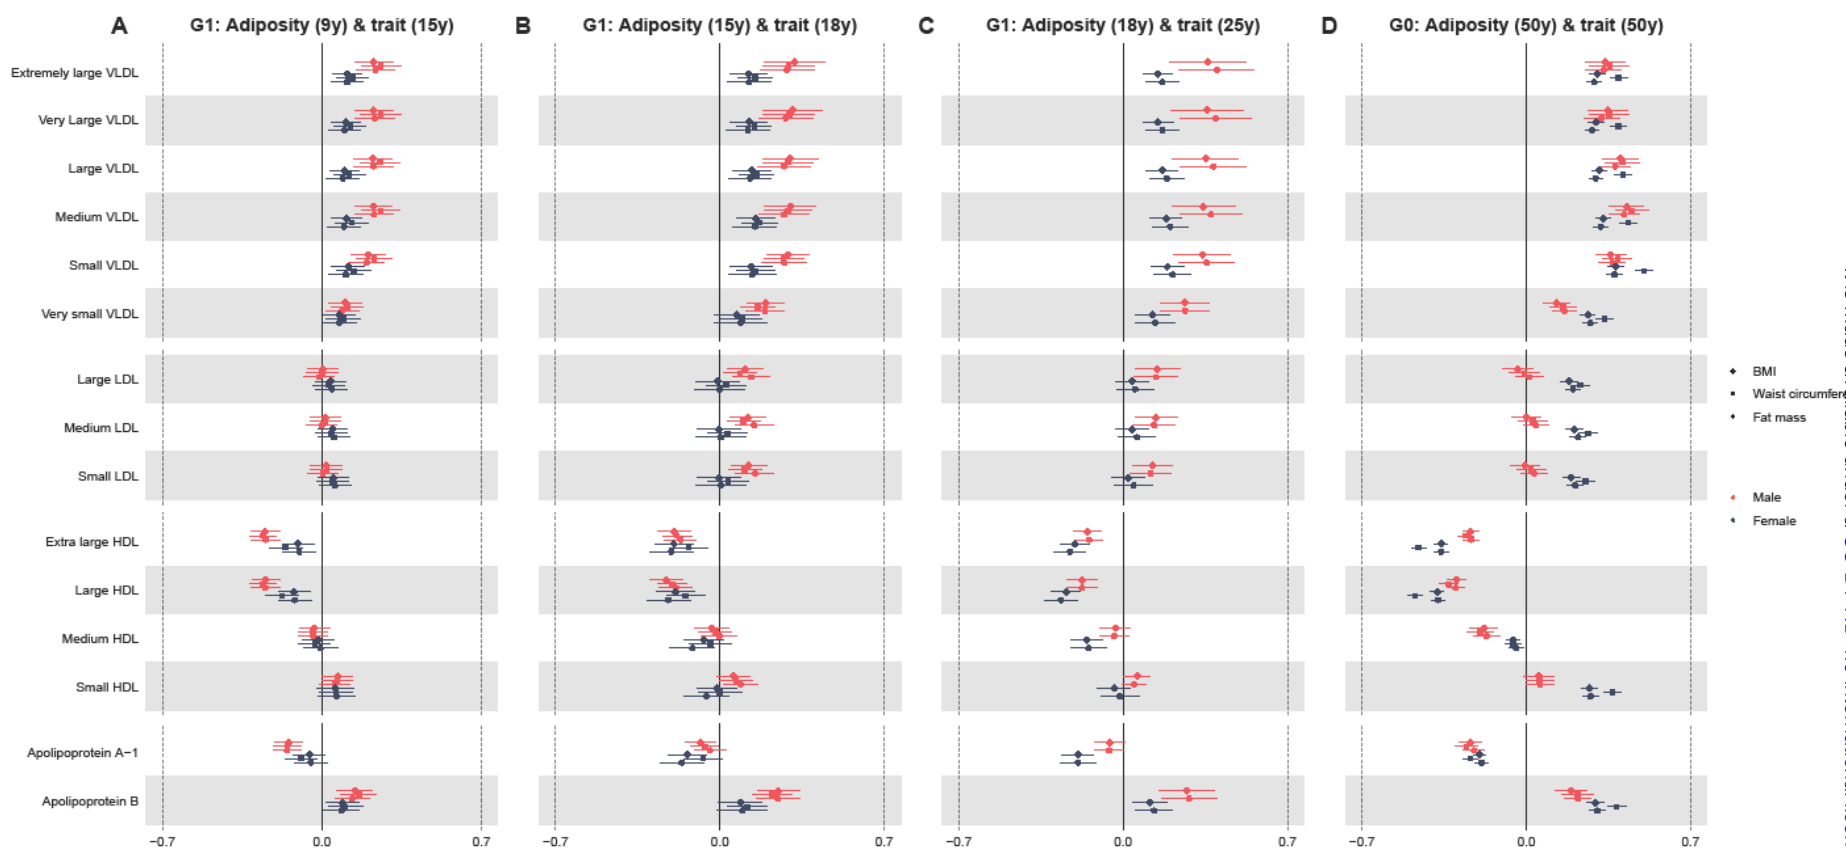 A G1: Adiposity (9y) & trait (15y) B G1: Adiposity (15y) & trait (18y) C G1: Adiposity (18y) & trait (25y) D G0: Adiposity (50y) & trait (50y)
Extremely large VLDL
Very Large VLDL
Large VLDL
Medium VLDL
Small VLDL
Very small VLDL
Large LDL
BMI
Waist circumfere
Medium LDL
Fat mass
Small LDL
Male
Female
Extra large HDL
Large HDL
Medium HDL
Small HDL
Apolipoprotein A−1
Apolipoprotein B
−0.7 0.0 0.7 −0.7 0.0 0.7 −0.7 0.0 0.7 −0.7 0.0 0.7